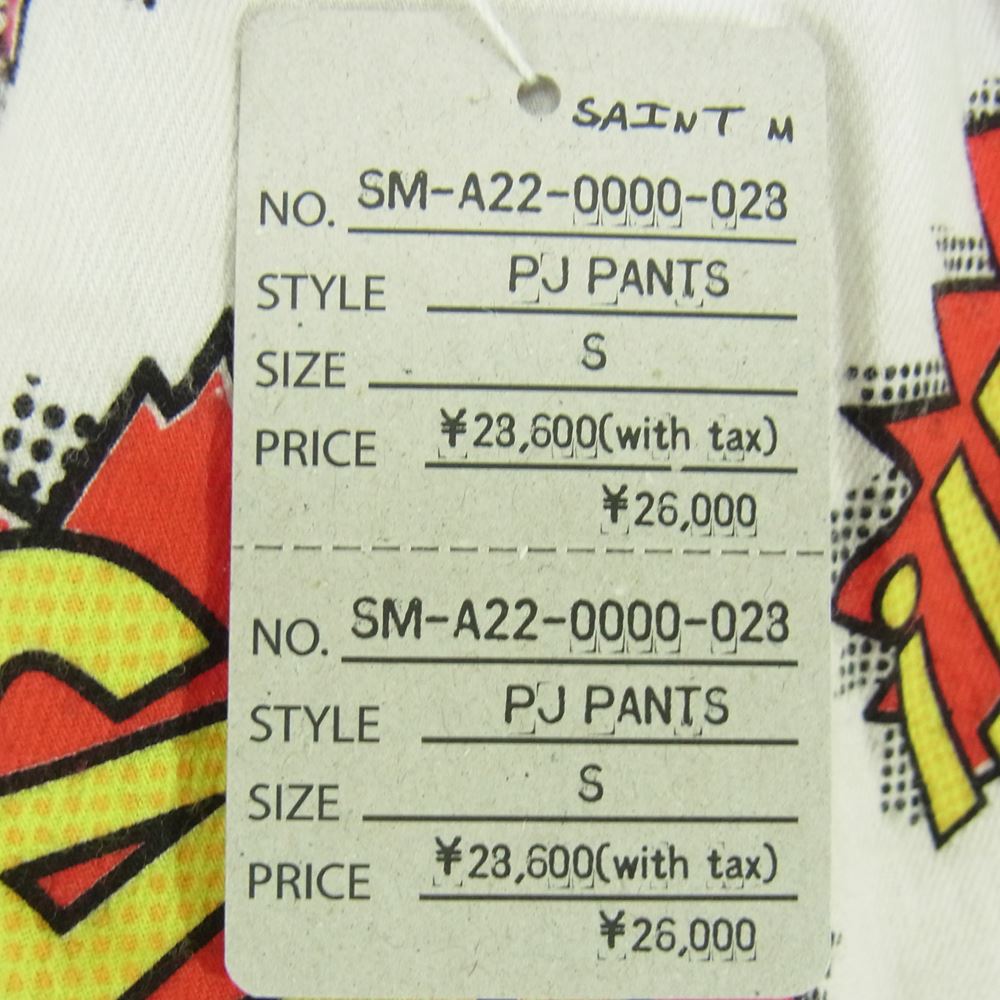 SAINT M
NO. SM-A22-0000-028
STYLE PJ PANTS
SIZE S
PRICE ¥28,600(with tax)
¥26,000
NO. SM-A22-0000-028
STYLE PJ PANTS
SIZE S
PRICE ¥28,600(with tax)
¥26,000